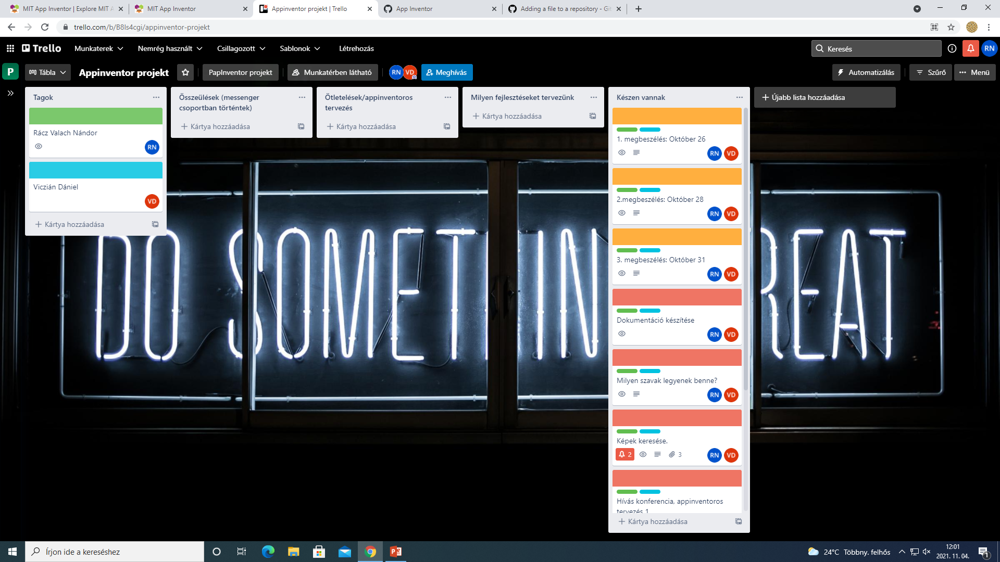 MIT App Inventor | Explore MIT A
MIT App Inventor
Appinventor projekt | Trello
App Inventor
Adding a file to a repository - Git
trello.com/b/B8Is4cgi/appinventor-projekt
Trello
Munkaterek
Nemrég használt
Csillagozott
Sablonok
Létrehozás
Keresés
RN
P
Tábla
Appinventor projekt
PapInventor projekt
Munkatérben látható
RN
VD
Meghívás
Automatizálás
Szűrő
Menü
Tagok
Rácz Valach Nándor
RN
Viczián Dániel
VD
Kártya hozzáadása
Összeülések (messenger
csoportban történtek)
Kártya hozzáadása
Ötletelések/appinventoros
tervezés
Kártya hozzáadása
Milyen fejlesztéseket tervezünk
Kártya hozzáadása
Készen vannak
1. megbeszélés: Október 26
RN VD
2.megbeszélés: Október 28
RN VD
3. megbeszélés: Október 31
RN VD
Dokumentáció készítése
RN VD
Milyen szavak legyenek benne?
RN VD
Képek keresése.
2 3 RN VD
Hívás konferencia, appinventoros
tervezés 1
Kártya hozzáadása
Újabb lista hozzáadása
DO SOMET IN REAT
Írjon ide a kereséshez
24°C Többny. felhős
12:01
2021. 11. 04.
1